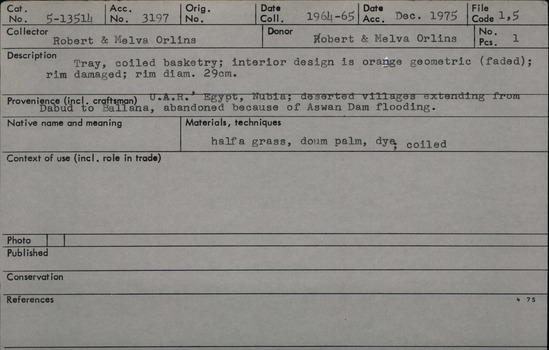 Cat. No. 5-13514 Acc. No. 3197 Orig. No. Date Coll. 1964-65 Date Acc. Dec. 1975 File Code 1,5
Collector Robert & Melva Orlins Donor Robert & Melva Orlins No. Pcs. 1
Description
Tray, coiled basketry; interior design is orange geometric (faded);
rim damaged; rim diam. 29cm.
Provenience (incl. craftsman) U.A.R. Egypt, Nubia; deserted villages extending from
Dabud to Ballana, abandoned because of Aswan Dam flooding.
Native name and meaning Materials, techniques
halfa grass, doum palm, dye; coiled
Context of use (incl. role in trade)
Photo
Published
Conservation
References 4 75